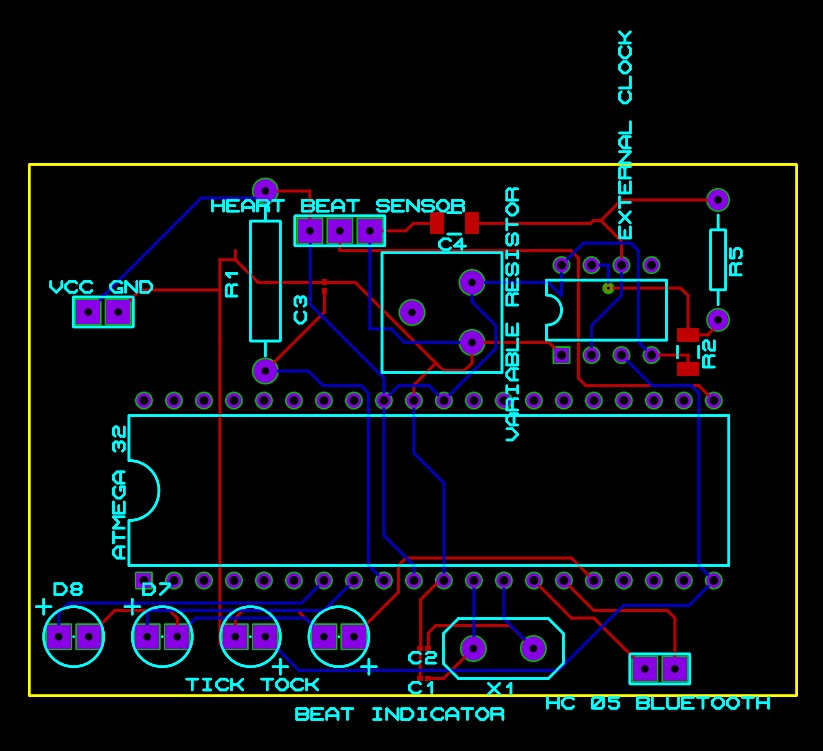 EXTERNAL CLOCK
HEART BEAT SENSOR
VARIABLE RESISTOR
C4
R5
R1
VCC GND
C3
R2
ATMEGA 32
D8
D7
+
+
+
+
C2
TICK TOCK
C1
X1
HC 05 BLUETOOTH
BEAT INDICATOR